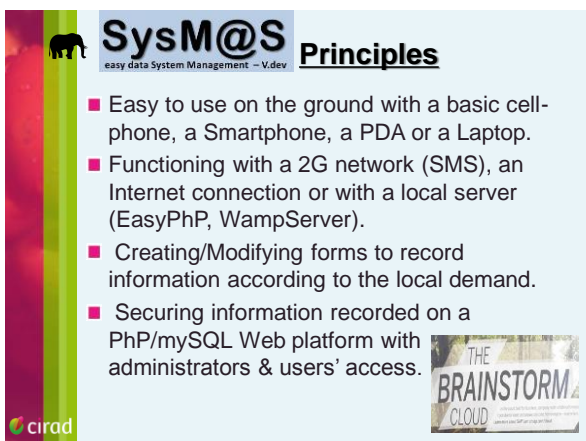 SysM@S
easy data System Management – V.dev
Principles
Easy to use on the ground with a basic cell-
phone, a Smartphone, a PDA or a Laptop.
Functioning with a 2G network (SMS), an
Internet connection or with a local server
(EasyPhP, WampServer).
Creating/Modifying forms to record
information according to the local demand.
Securing information recorded on a
PhP/mySQL Web platform with
administrators & users’ access.
THE
BRAINSTORM
CLOUD
cirad